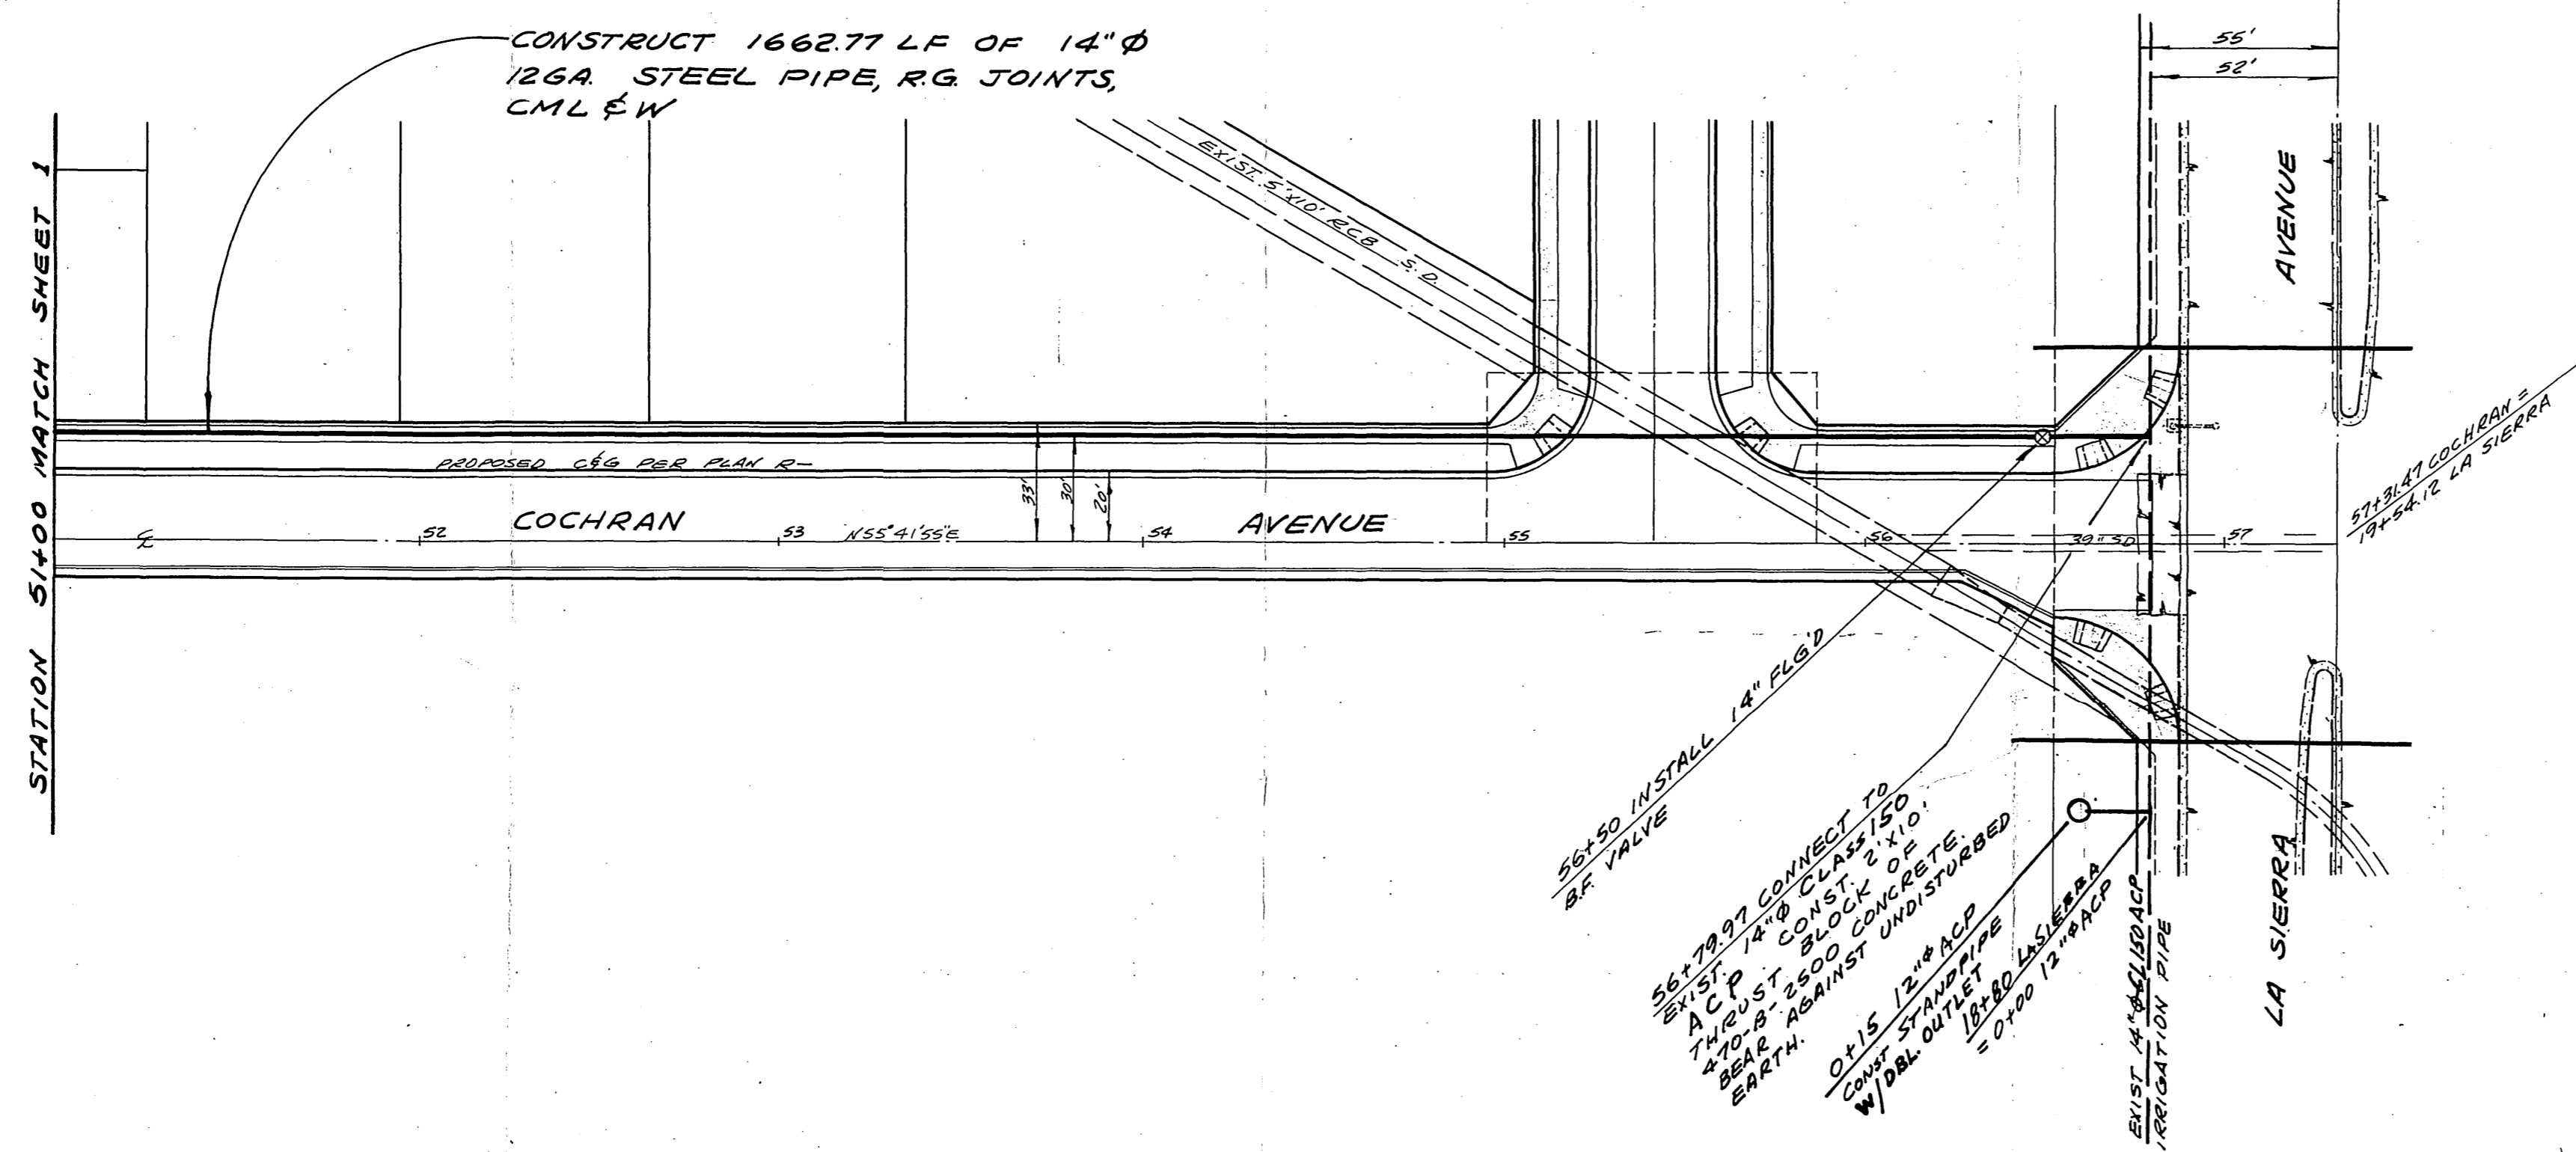 CONSTRUCT 1662.77 LF OF 14"Ø
12GA. STEEL PIPE, R.G. JOINTS,
CML & W
STATION 51+00 MATCH SHEET 1
EXIST. 5'X10' RCB S.D.
55'
52'
AVENUE
PROPOSED C&G PER PLAN R-
33'
30'
20'
COCHRAN AVENUE
℄
52
53
N55°41'55"E
54
55
56
39" SD
57
57+31.47 COCHRAN =
19+54.12 LA SIERRA
56+50 INSTALL 14" FLG'D
B.F. VALVE
56+79.97 CONNECT TO
EXIST. 14"Ø CLASS 150
ACP. CONST. 2'X10'
THRUST BLOCK OF
470-B-2500 CONCRETE.
BEAR AGAINST UNDISTURBED
EARTH.
0+15 12"Ø ACP
CONST STANDPIPE
W/DBL. OUTLET
18+80 LA SIERRA
= 0+00 12"Ø ACP
EXIST 14"Ø CL150 ACP
IRRIGATION PIPE
LA SIERRA